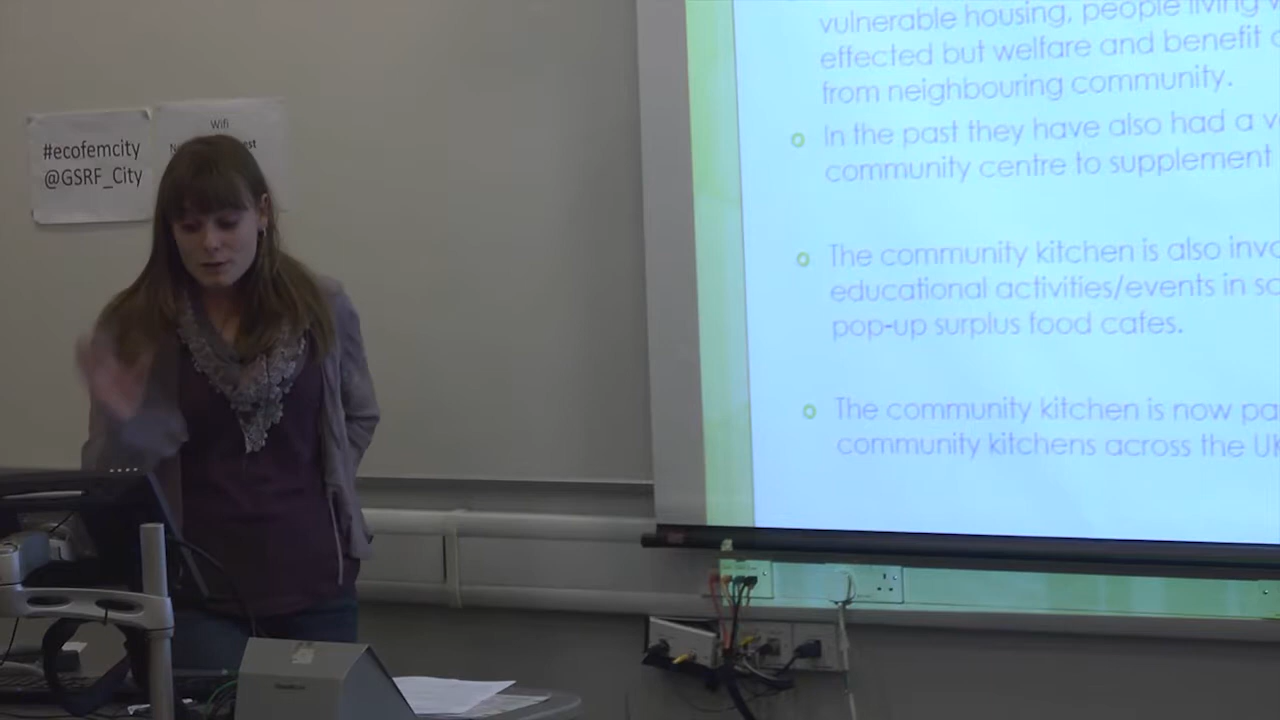 #ecofemcity
@GSRF_City
Wifi
vulnerable housing, people living
effected but welfare and benefit
from neighbouring community.
In the past they have also had a
community centre to supplement
The community kitchen is also
educational activities/events in
pop-up surplus food cafes.
The community kitchen is now
community kitchens across the UK